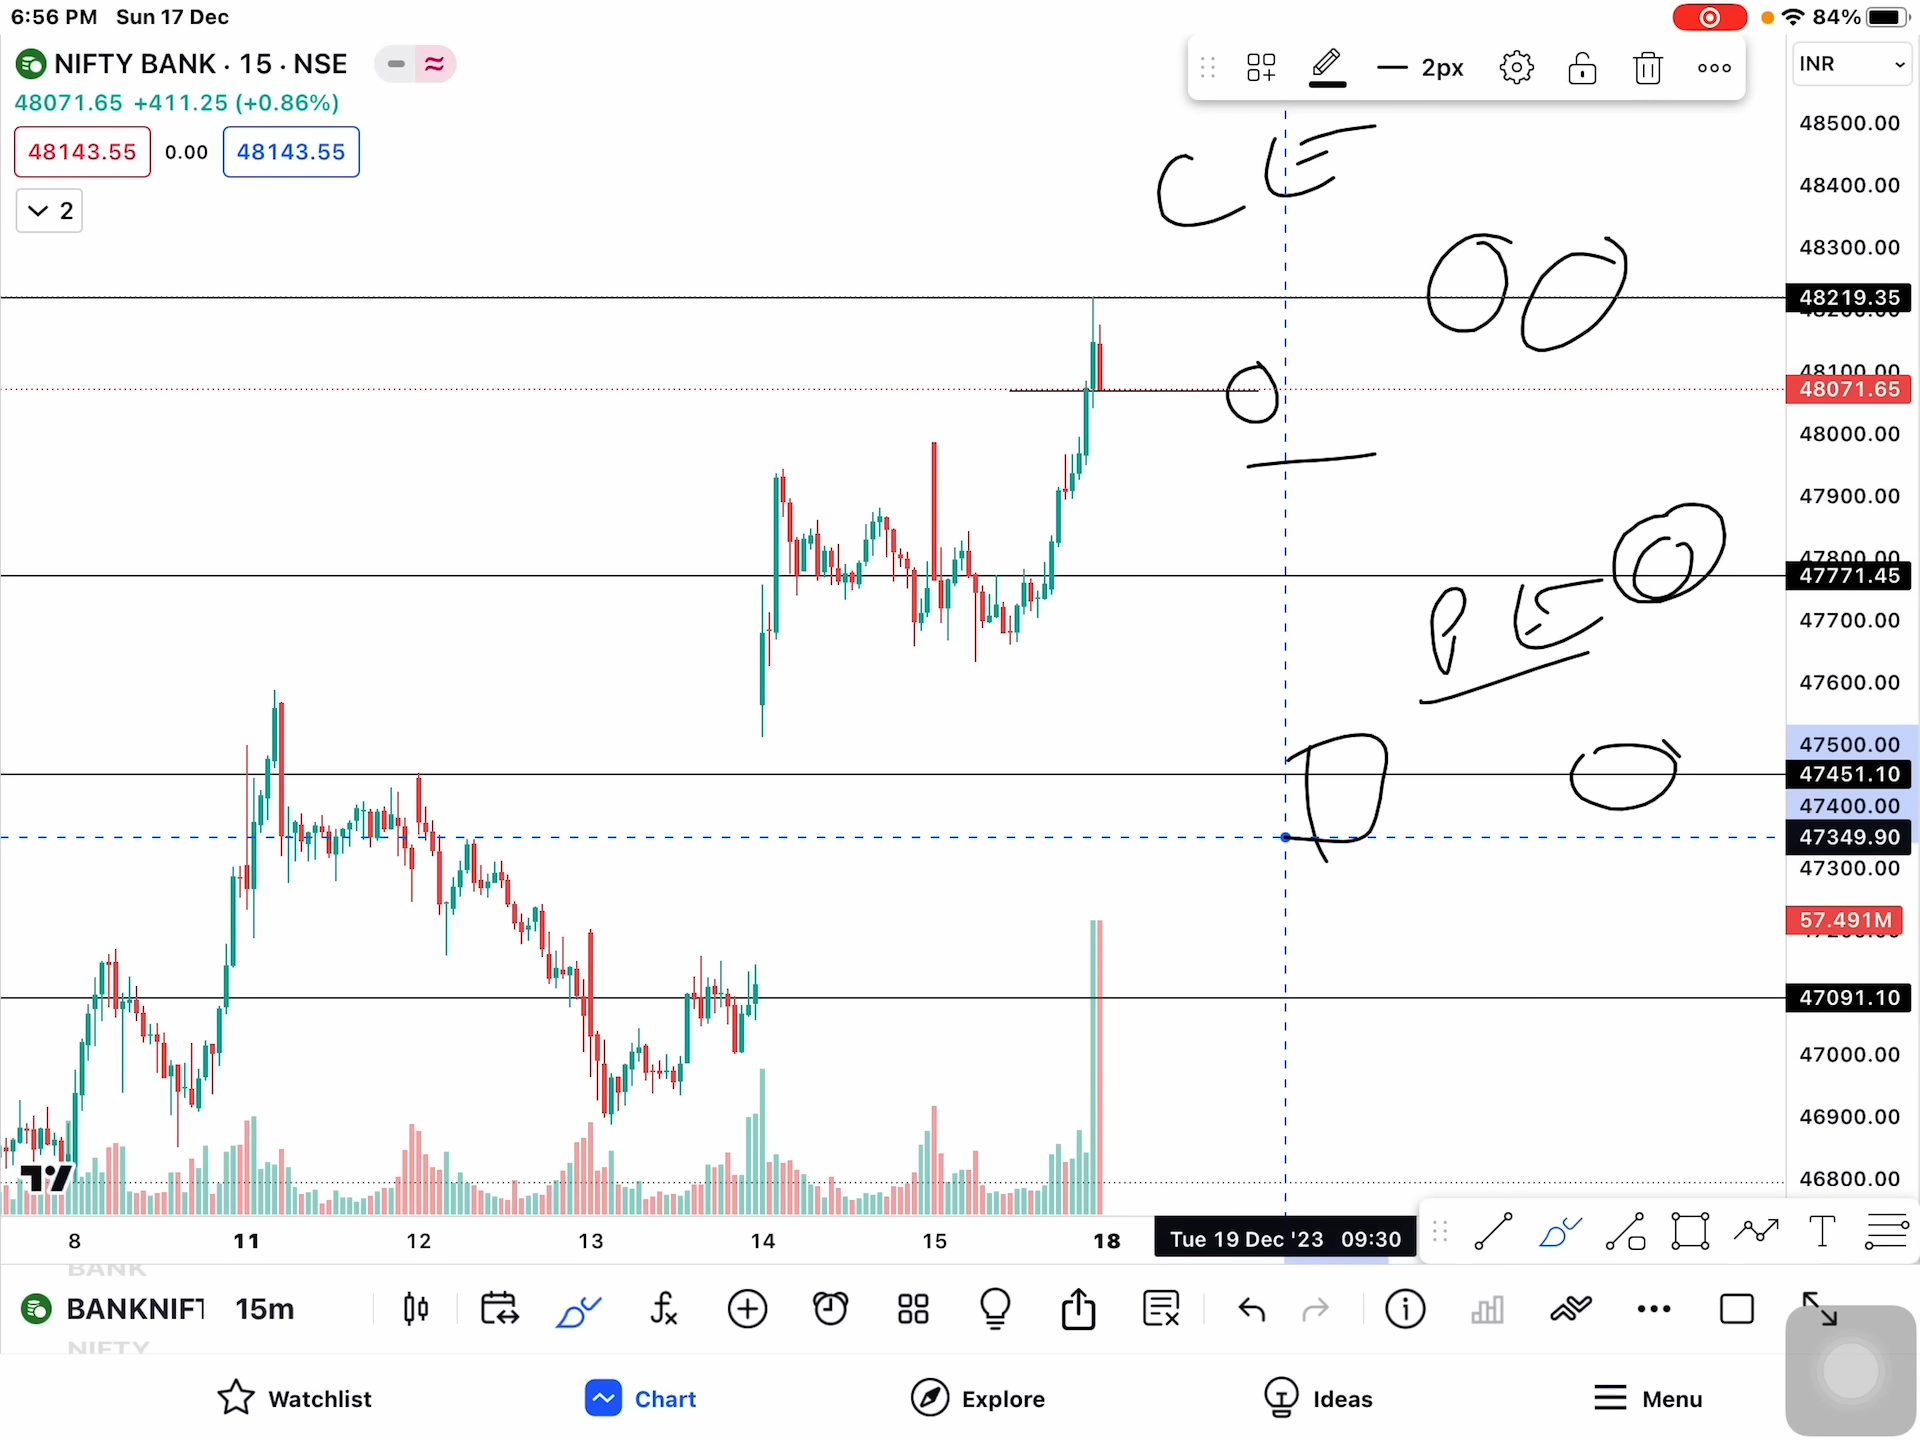 6:56 PM Sun 17 Dec
84%
NIFTY BANK · 15 · NSE
48071.65 +411.25 (+0.86%)
48143.55 0.00 48143.55
2
2px
INR
CE
48500.00
48400.00
48300.00
48219.35
48071.65
48000.00
47900.00
47800.00
47771.45
PE
47700.00
47600.00
47500.00
47451.10
47400.00
47349.90
47300.00
57.491M
47091.10
47000.00
46900.00
46800.00
8 11 12 13 14 15 18
Tue 19 Dec '23 09:30
BANK
BANKNIFT 15m
NIFTY
Watchlist Chart Explore Ideas Menu